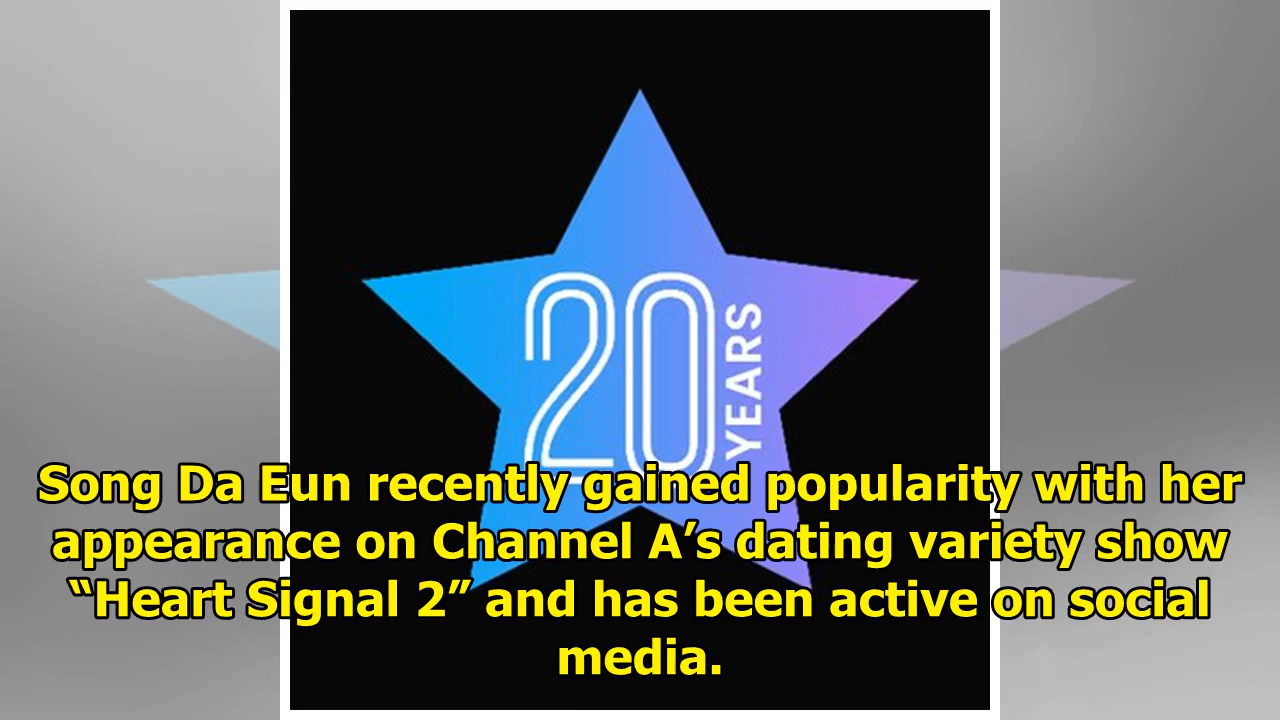 20
YEARS
Song Da Eun recently gained popularity with her
appearance on Channel A’s dating variety show
“Heart Signal 2” and has been active on social
media.